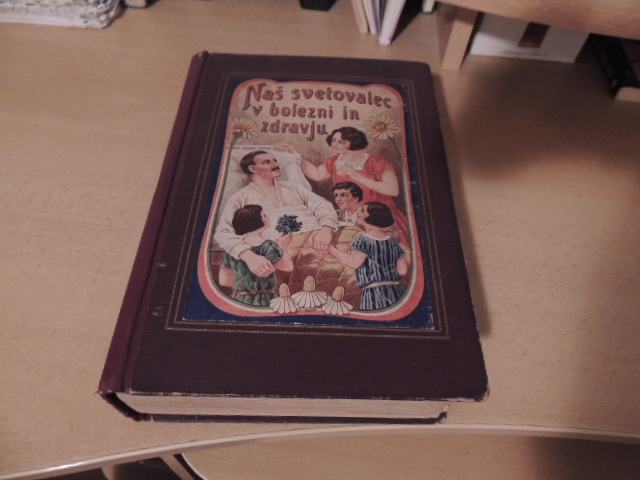 Naš svetovalec
v bolezni in
zdravju